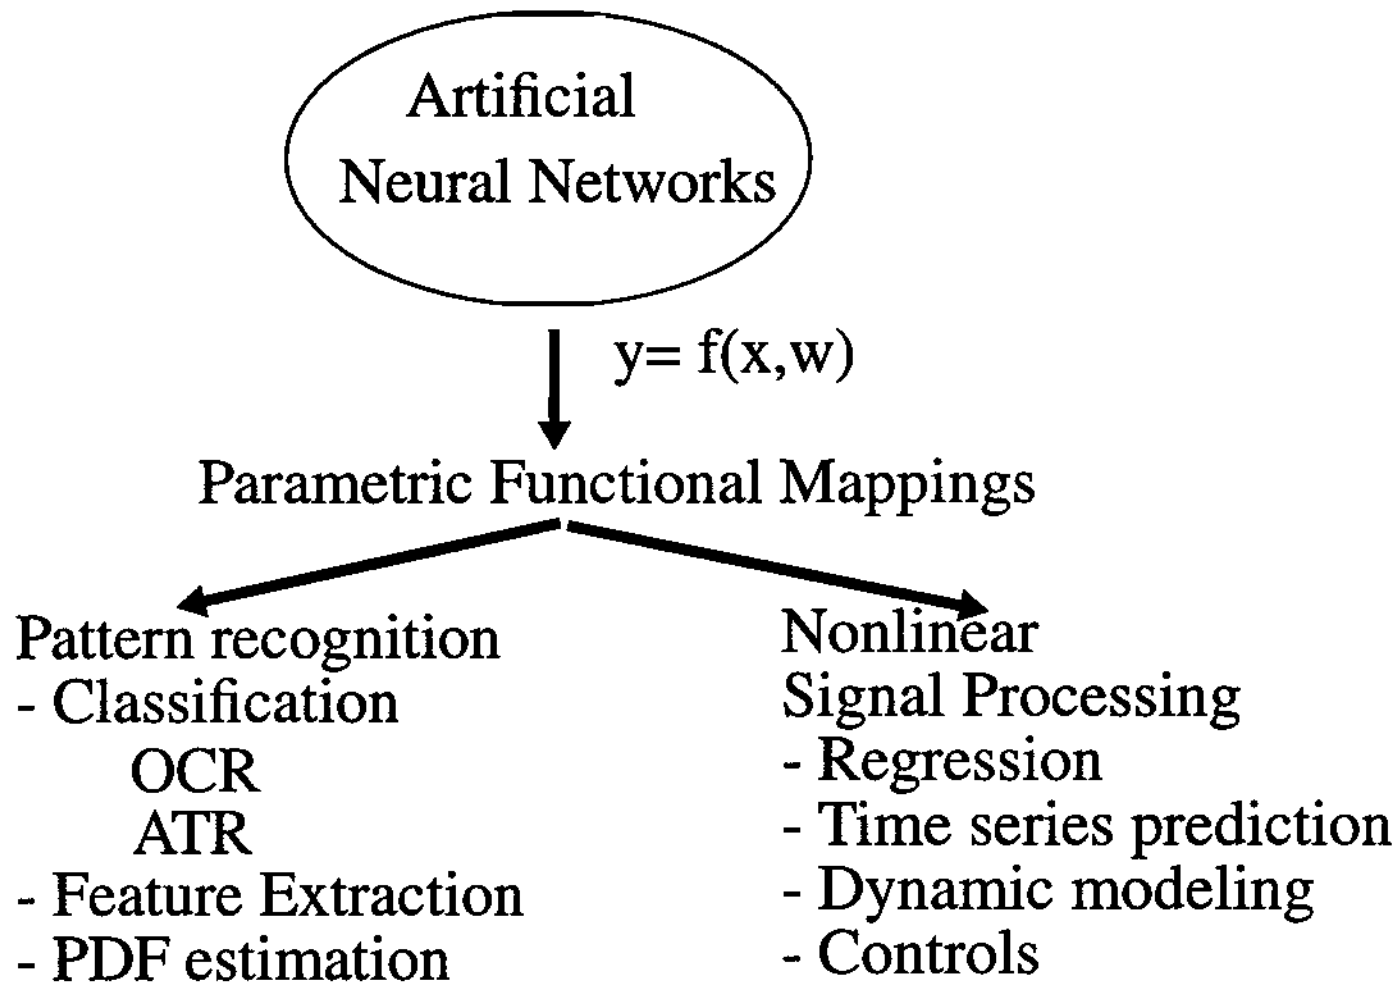 Artificial
Neural Networks
y= f(x,w)
Parametric Functional Mappings
Pattern recognition
- Classification
OCR
ATR
- Feature Extraction
- PDF estimation
Nonlinear
Signal Processing
- Regression
- Time series prediction
- Dynamic modeling
- Controls